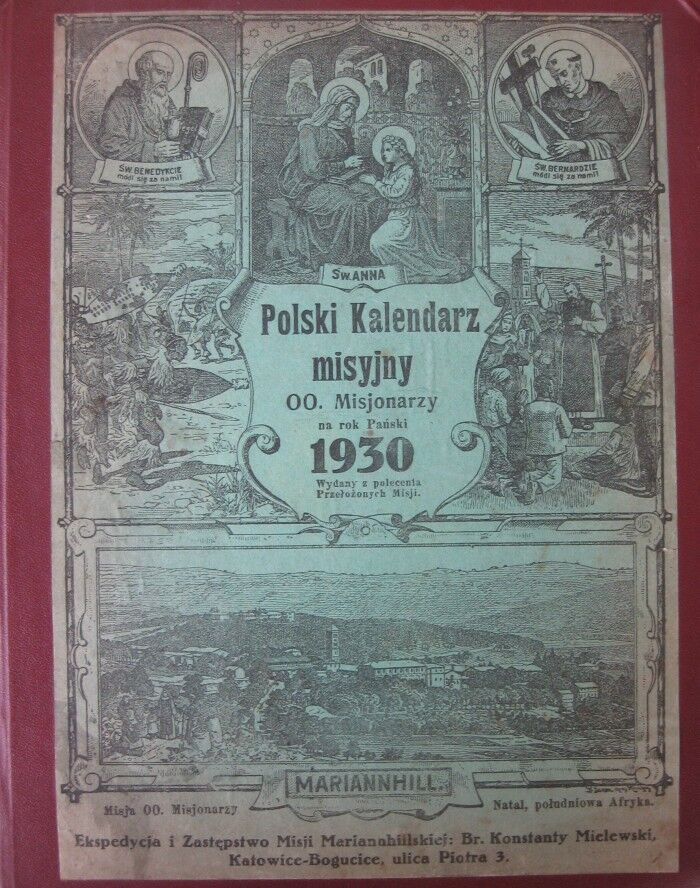 ŚW. BENEDYKCIE
módl się za nami!
ŚW. BERNARDZIE
módl się za nami!
Św. ANNA
Polski Kalendarz
misyjny
OO. Misjonarzy
na rok Pański
1930
Wydany z polecenia
Przełożonych Misji.
MARIANNHILL.
Misja OO. Misjonarzy
Natal, południowa Afryka.
Ekspedycja i Zastępstwo Misji Mariannhillskiej: Br. Konstanty Mielewski,
Katowice-Bogucice, ulica Piotra 3.